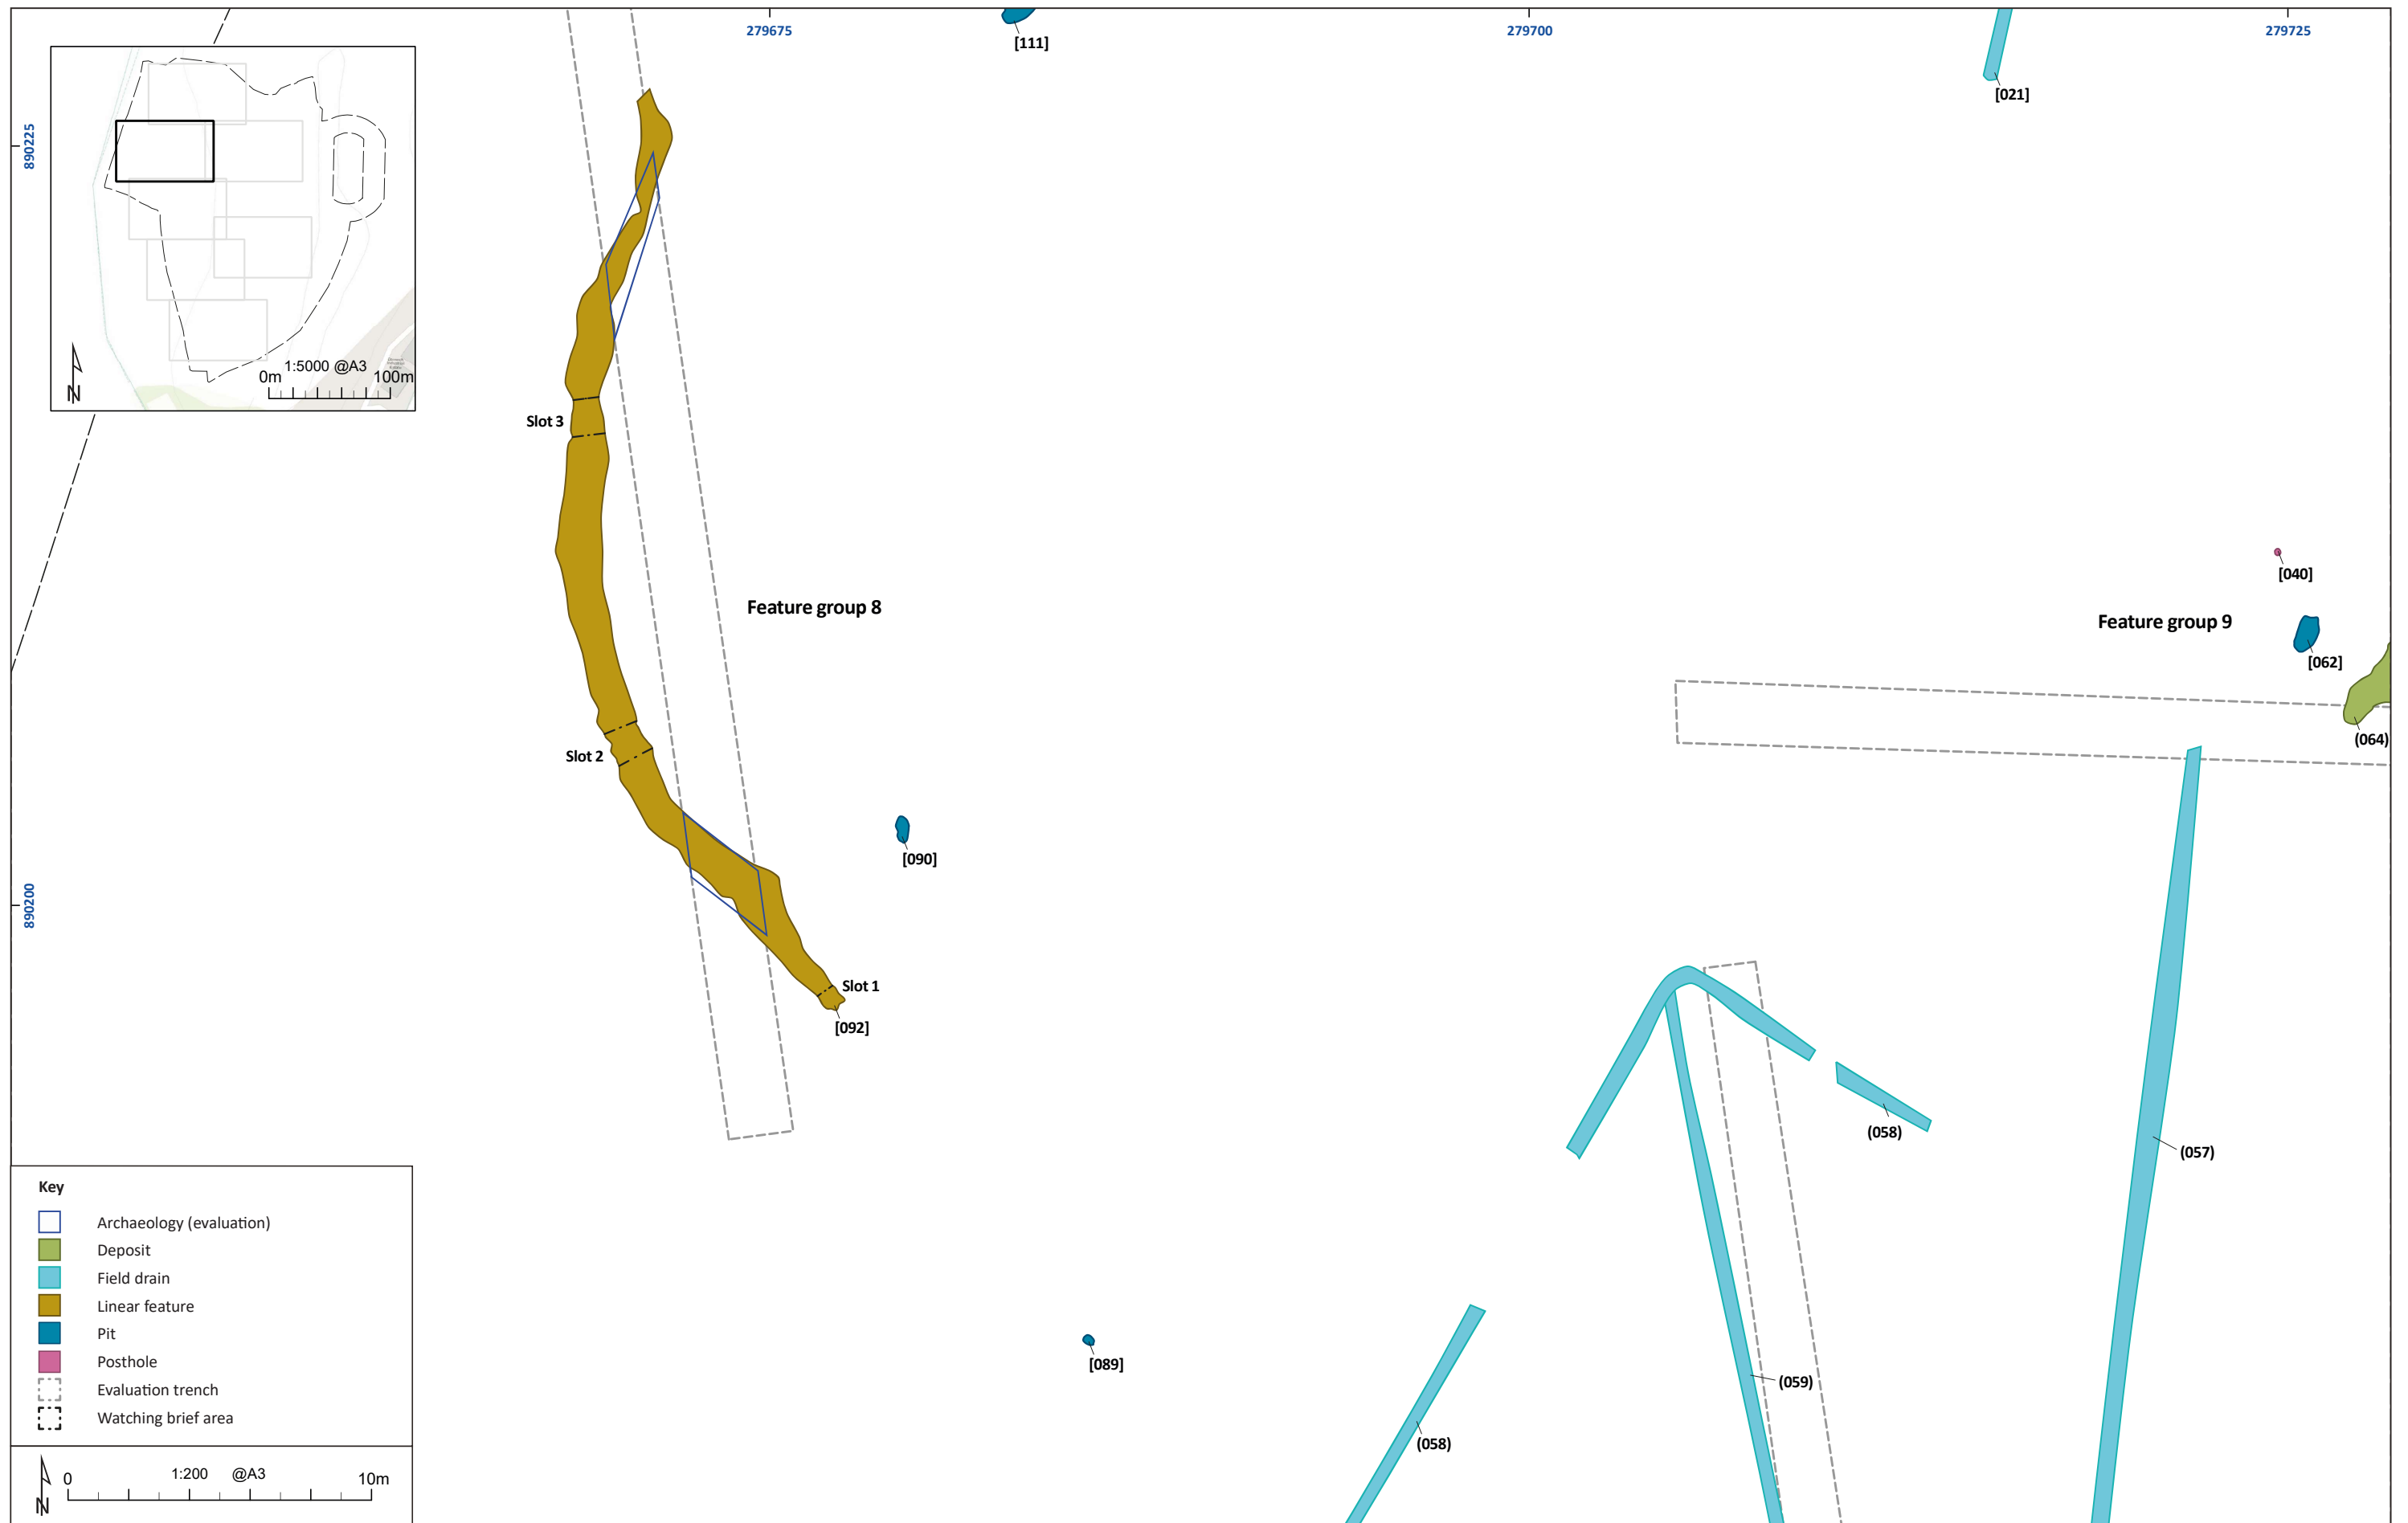 279675
279700
279725
[111]
[021]
890225
1:5000 @A3
0m
100m
N
Slot 3
[040]
Feature group 8
Feature group 9
[062]
(064)
Slot 2
[090]
890200
Slot 1
[092]
(058)
(057)
Key
Archaeology (evaluation)
Deposit
Field drain
Linear feature
Pit
Posthole
Evaluation trench
Watching brief area
[089]
(059)
(058)
0
1:200 @A3
10m
N